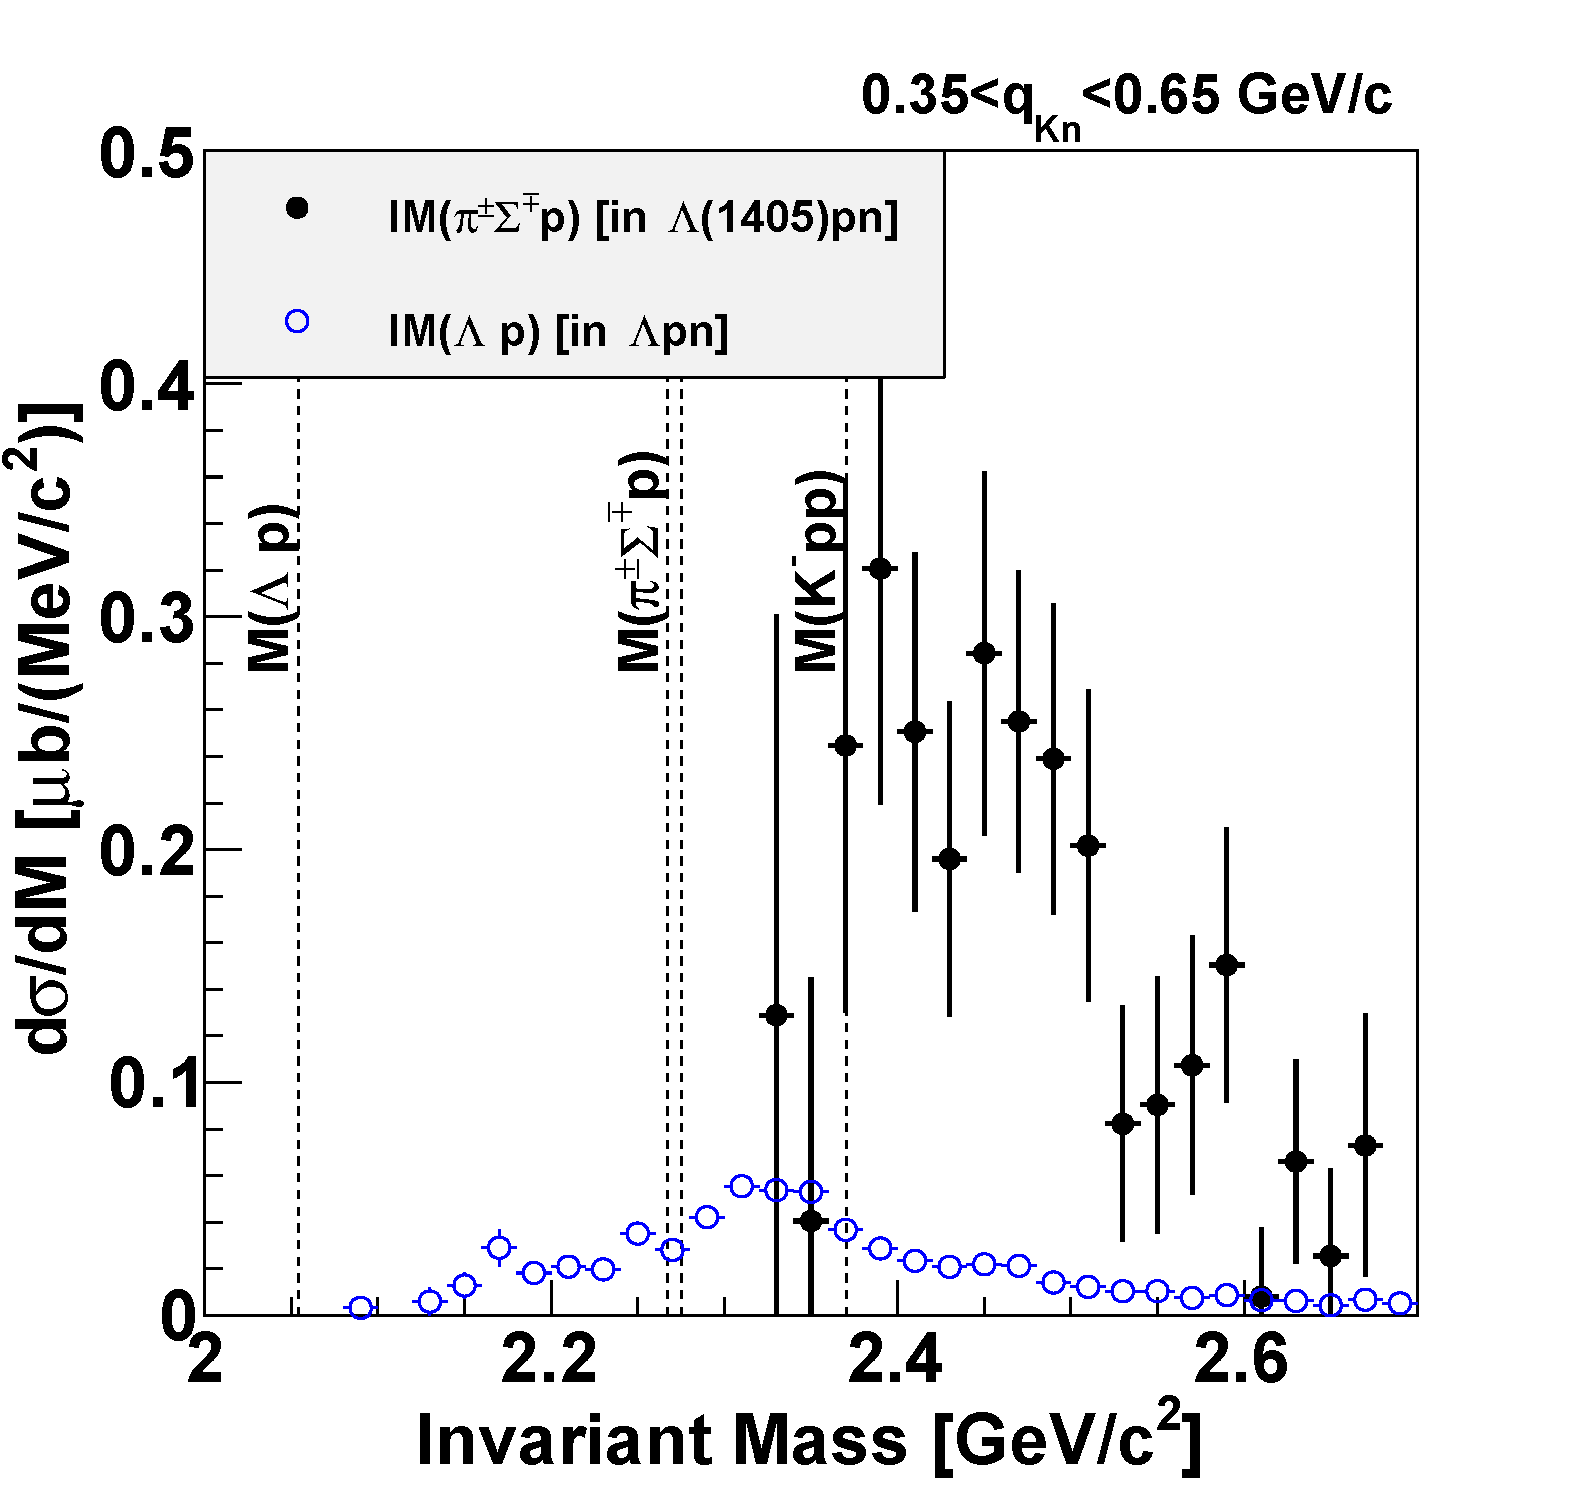 0.35<q_Kn<0.65 GeV/c
IM(π±Σ∓p) [in Λ(1405)pn]
IM(Λ p) [in Λpn]
M(Λ p)
M(π±Σ∓p)
M(K⁻pp)
dσ/dM [μb/(MeV/c²)]
0.5
0.4
0.3
0.2
0.1
0
2 2.2 2.4 2.6
Invariant Mass [GeV/c²]